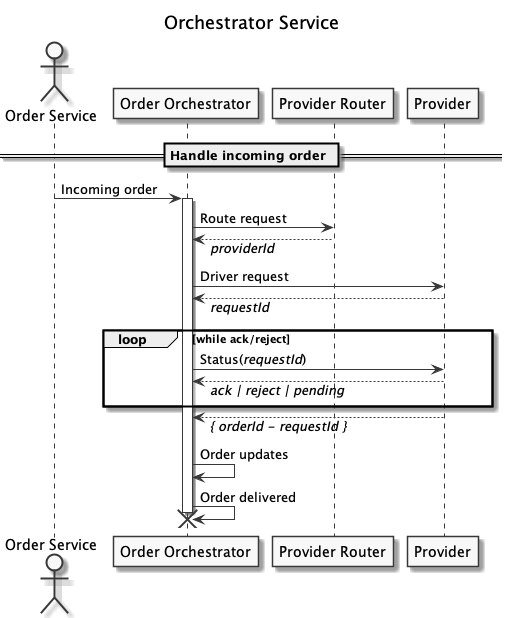 Orchestrator Service
Order Service
Order Orchestrator
Provider Router
Provider
Handle incoming order
Incoming order
Route request
providerId
Driver request
requestId
loop
[while ack/reject]
Status(requestId)
ack | reject | pending
{ orderId - requestId }
Order updates
Order delivered
Order Service
Order Orchestrator
Provider Router
Provider